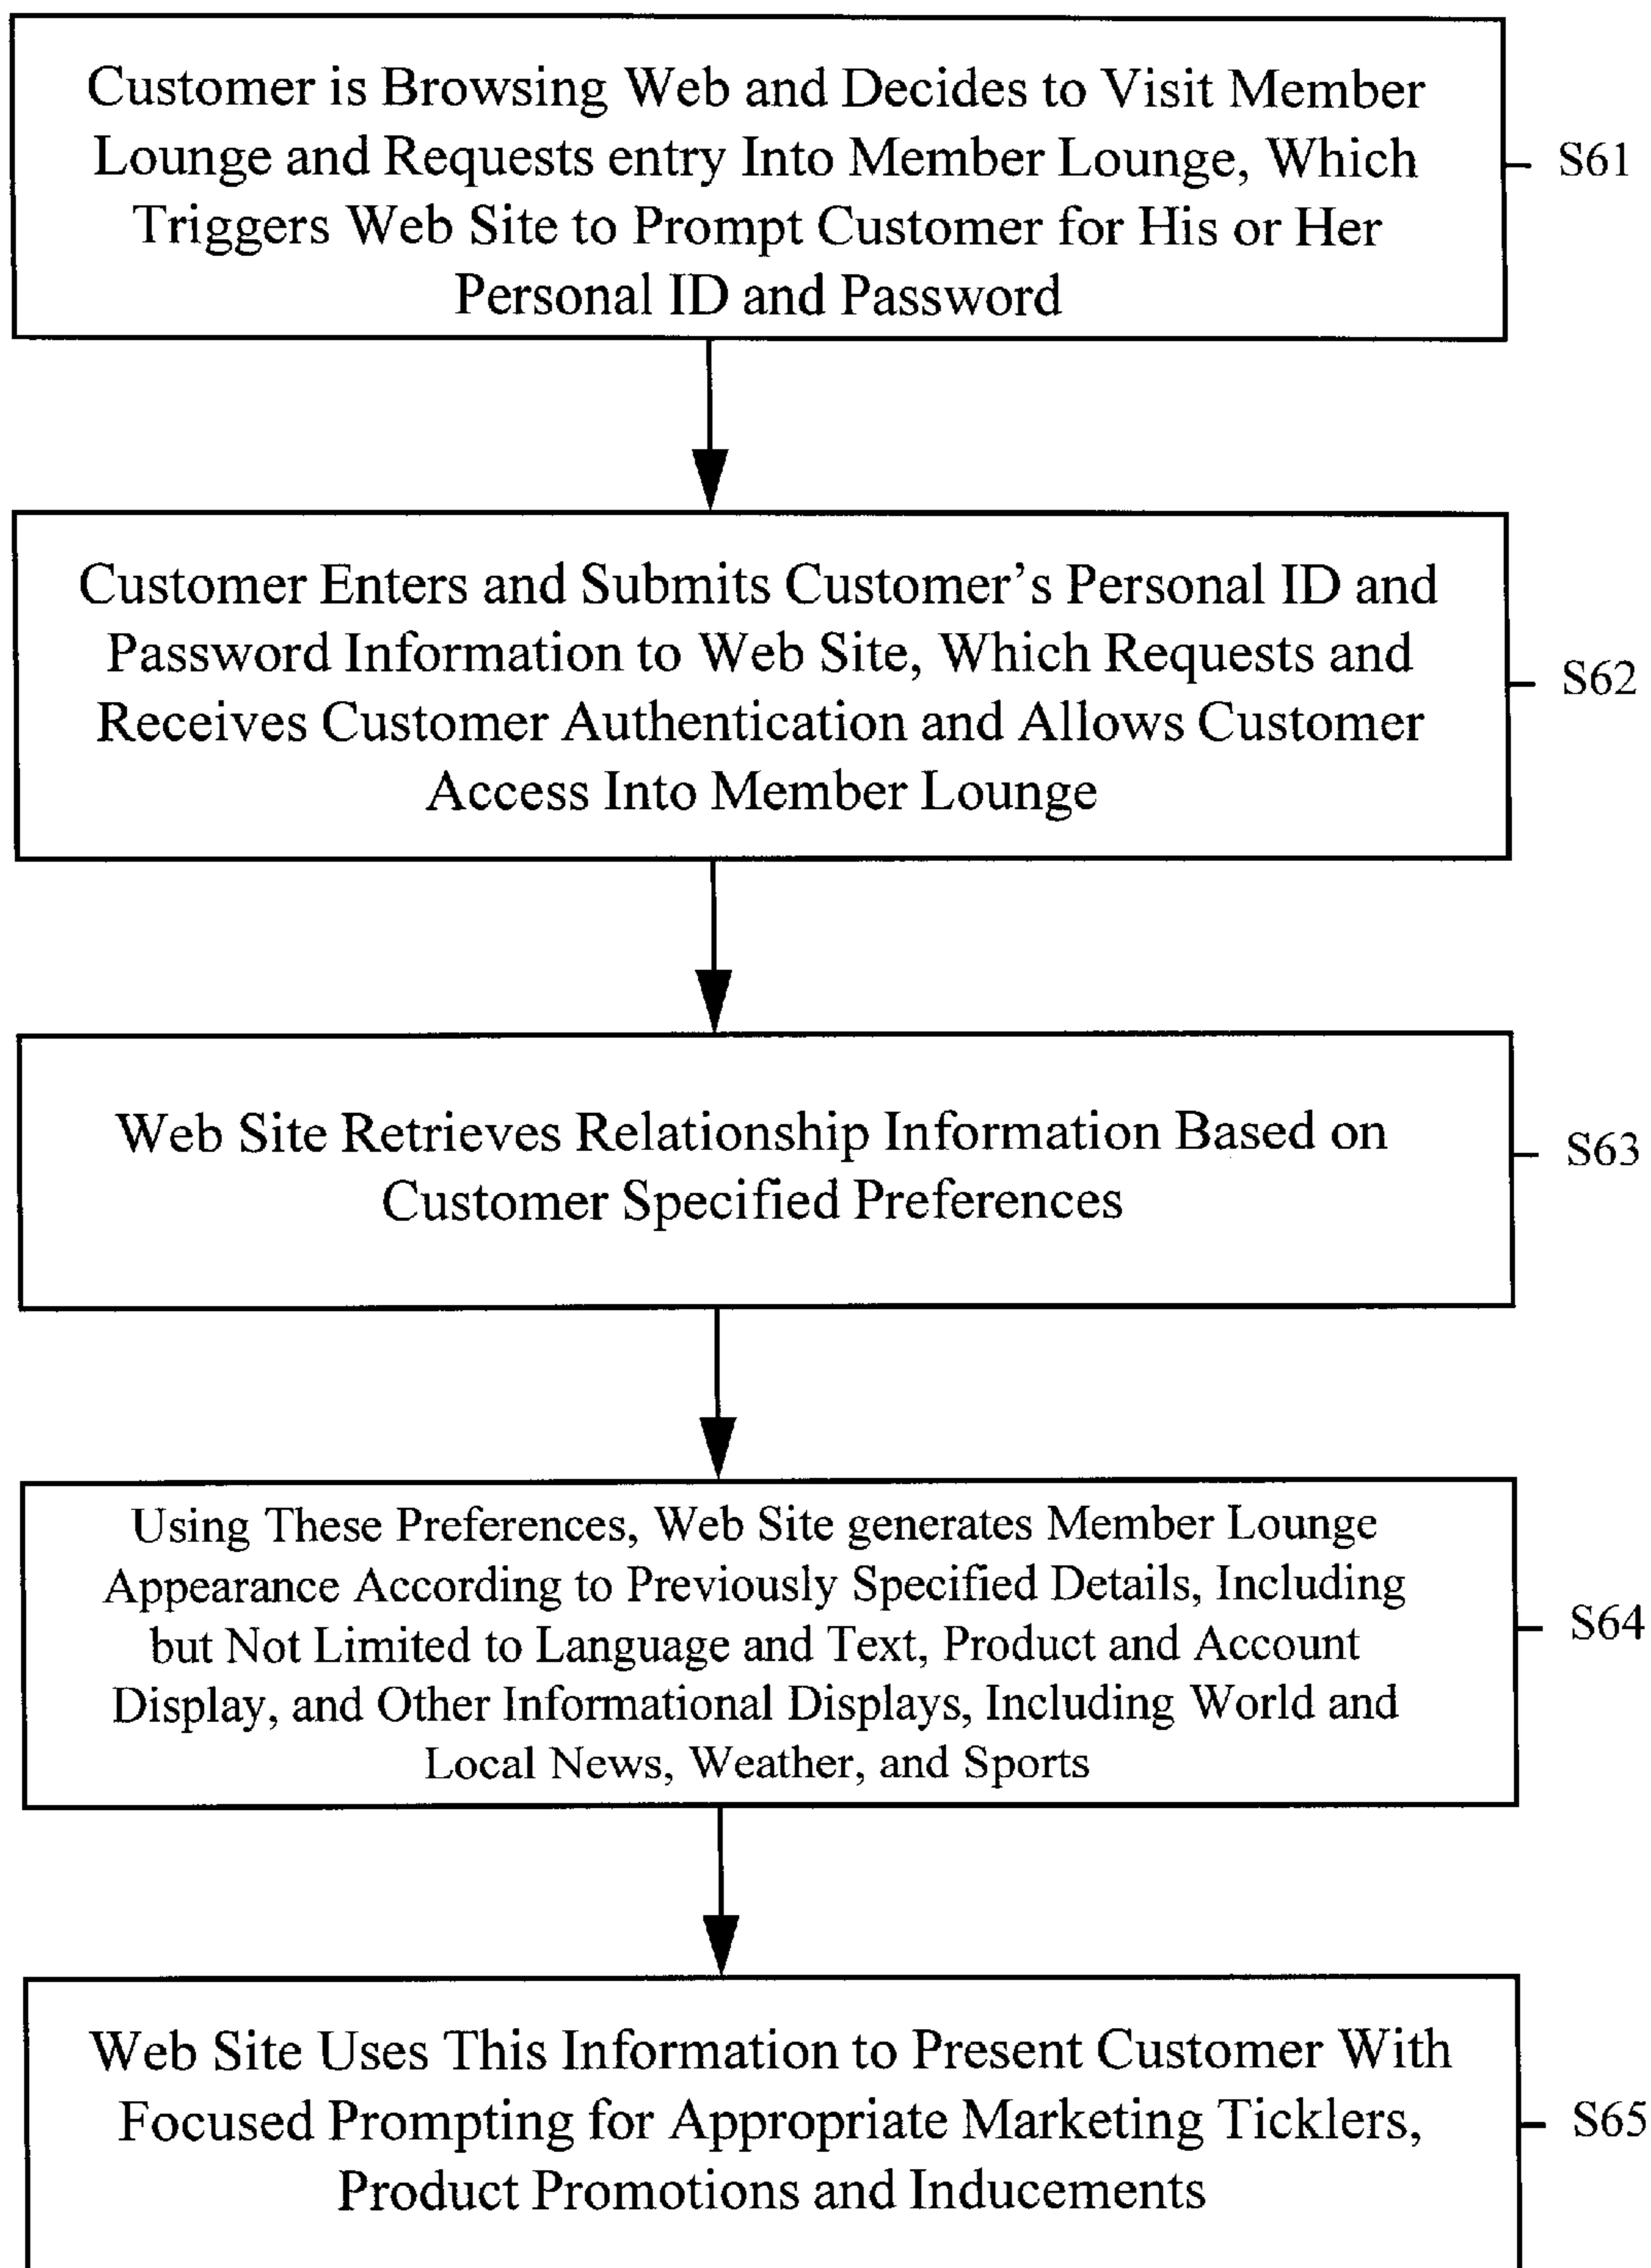 Customer is Browsing Web and Decides to Visit Member
Lounge and Requests entry Into Member Lounge, Which
Triggers Web Site to Prompt Customer for His or Her
Personal ID and Password
S61
Customer Enters and Submits Customer's Personal ID and
Password Information to Web Site, Which Requests and
Receives Customer Authentication and Allows Customer
Access Into Member Lounge
S62
Web Site Retrieves Relationship Information Based on
Customer Specified Preferences
S63
Using These Preferences, Web Site generates Member Lounge
Appearance According to Previously Specified Details, Including
but Not Limited to Language and Text, Product and Account
Display, and Other Informational Displays, Including World and
Local News, Weather, and Sports
S64
Web Site Uses This Information to Present Customer With
Focused Prompting for Appropriate Marketing Ticklers,
Product Promotions and Inducements
S65